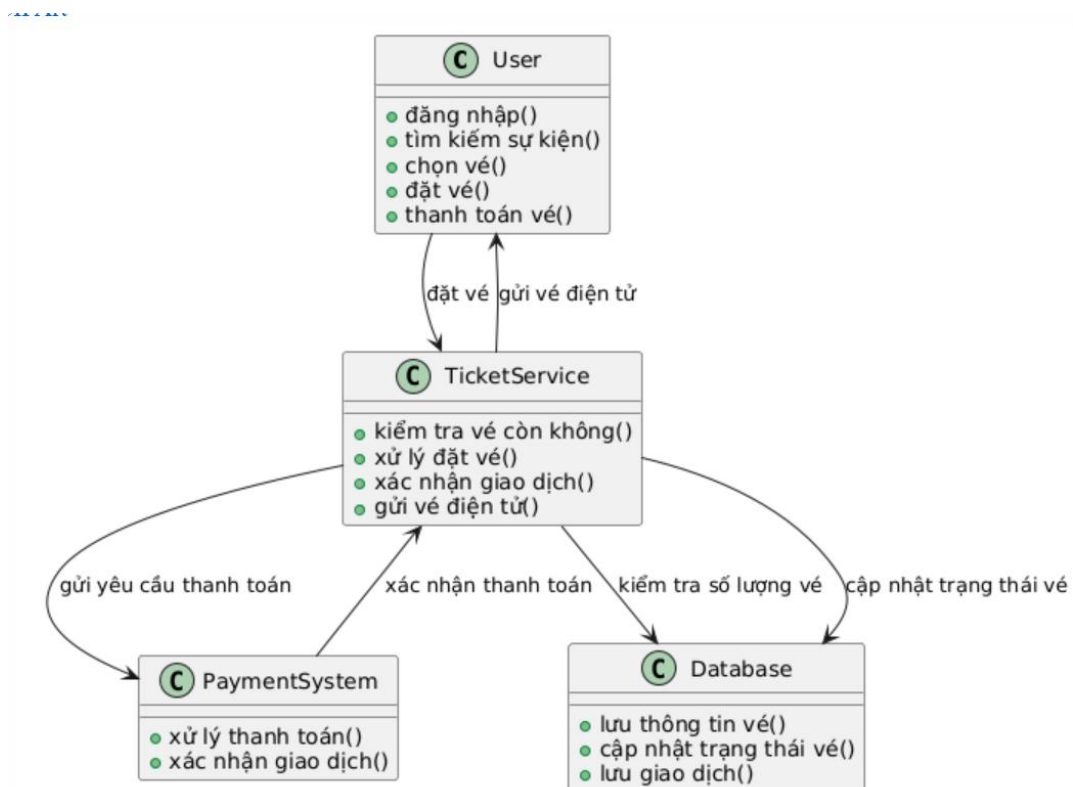 C User
đăng nhập()
tìm kiếm sự kiện()
chọn vé()
đặt vé()
thanh toán vé()
đặt vé gửi vé điện tử
C TicketService
kiểm tra vé còn không()
xử lý đặt vé()
xác nhận giao dịch()
gửi vé điện tử()
gửi yêu cầu thanh toán xác nhận thanh toán kiểm tra số lượng vé cập nhật trạng thái vé
C PaymentSystem
xử lý thanh toán()
xác nhận giao dịch()
C Database
lưu thông tin vé()
cập nhật trạng thái vé()
lưu giao dịch()